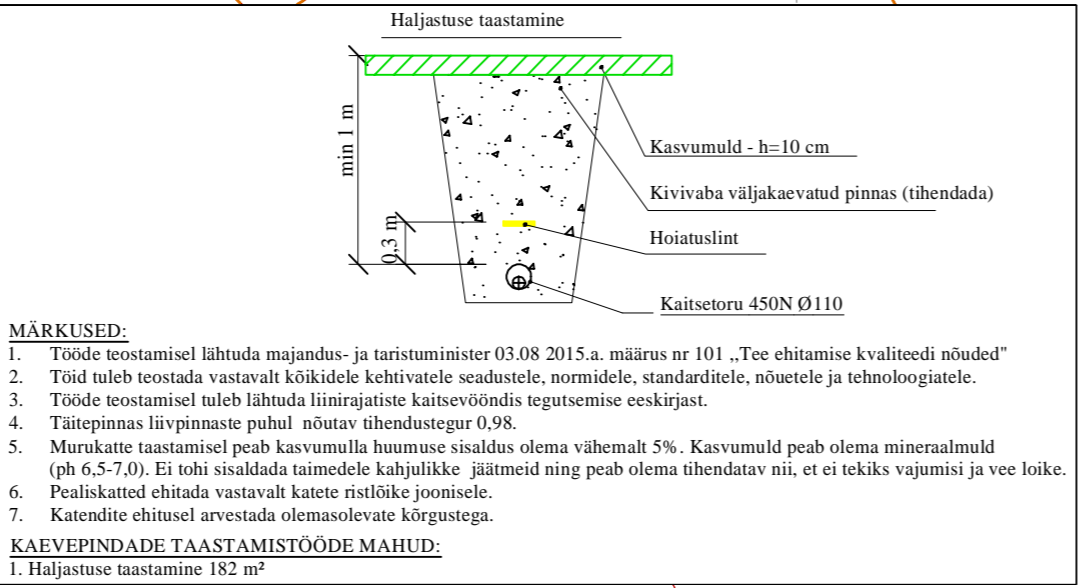 Haljastuse taastamine
min 1 m
Kasvumuld - h=10 cm
Kivivaba väljakaevatud pinnas (tihendada)
0,3 m
Hoiatuslint
Kaitsetoru 450N Ø110
MÄRKUSED:
1. Tööde teostamisel lähtuda majandus- ja taristuminister 03.08 2015.a. määrus nr 101 ,,Tee ehitamise kvaliteedi nõuded"
2. Töid tuleb teostada vastavalt kõikidele kehtivatele seadustele, normidele, standarditele, nõuetele ja tehnoloogiatele.
3. Tööde teostamisel tuleb lähtuda liinirajatiste kaitsevööndis tegutsemise eeskirjast.
4. Täitepinnas liivpinnaste puhul nõutav tihendustegur 0,98.
5. Murukatte taastamisel peab kasvumulla huumuse sisaldus olema vähemalt 5%. Kasvumuld peab olema mineraalmuld
(ph 6,5-7,0). Ei tohi sisaldada taimedele kahjulikke jäätmeid ning peab olema tihendatav nii, et ei tekiks vajumisi ja vee loike.
6. Pealiskatted ehitada vastavalt katete ristlõike joonisele.
7. Katendite ehitusel arvestada olemasolevate kõrgustega.
KAEVEPINDADE TAASTAMISTÖÖDE MAHUD:
1. Haljastuse taastamine 182 m²